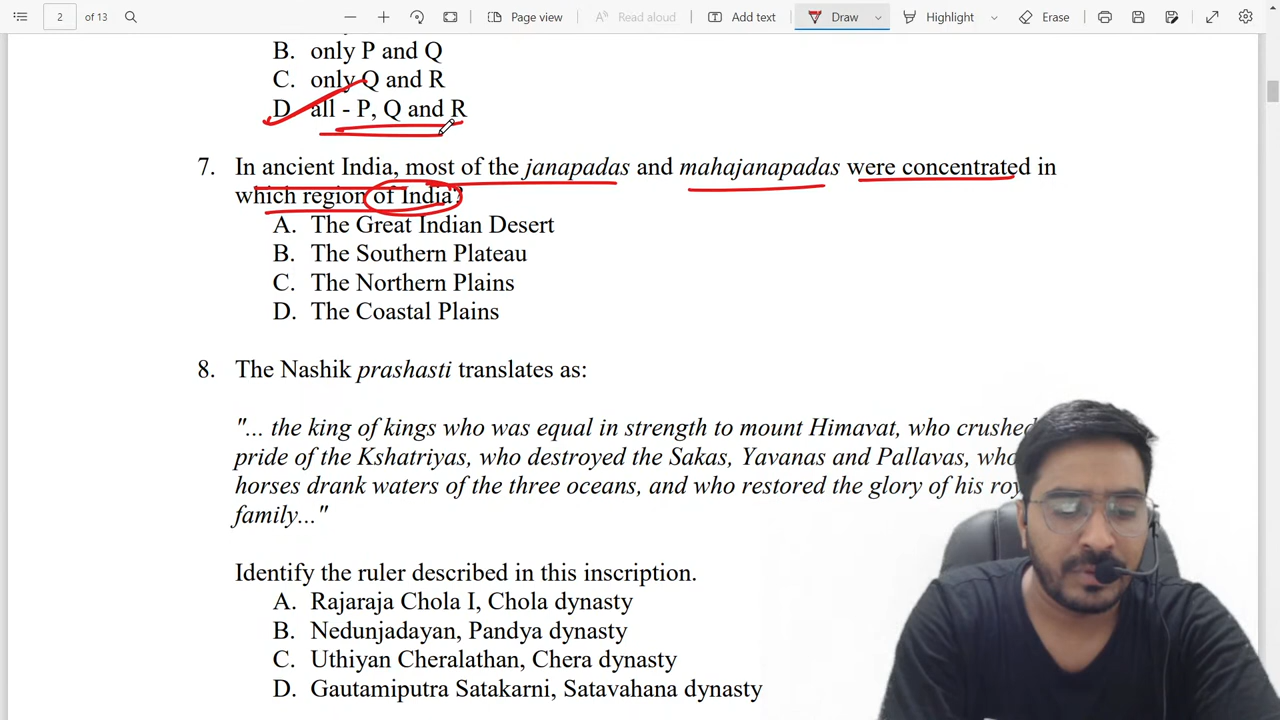 2 of 13 Page view Read aloud Add text Draw Highlight Erase
B. only P and Q
C. only Q and R
D. all - P, Q and R
7. In ancient India, most of the janapadas and mahajanapadas were concentrated in
which region of India?
A. The Great Indian Desert
B. The Southern Plateau
C. The Northern Plains
D. The Coastal Plains
8. The Nashik prashasti translates as:
"... the king of kings who was equal in strength to mount Himavat, who crushed
pride of the Kshatriyas, who destroyed the Sakas, Yavanas and Pallavas,
horses drank waters of the three oceans, and who restored the glory of his
family..."
Identify the ruler described in this inscription.
A. Rajaraja Chola I, Chola dynasty
B. Nedunjadayan, Pandya dynasty
C. Uthiyan Cheralathan, Chera dynasty
D. Gautamiputra Satakarni, Satavahana dynasty